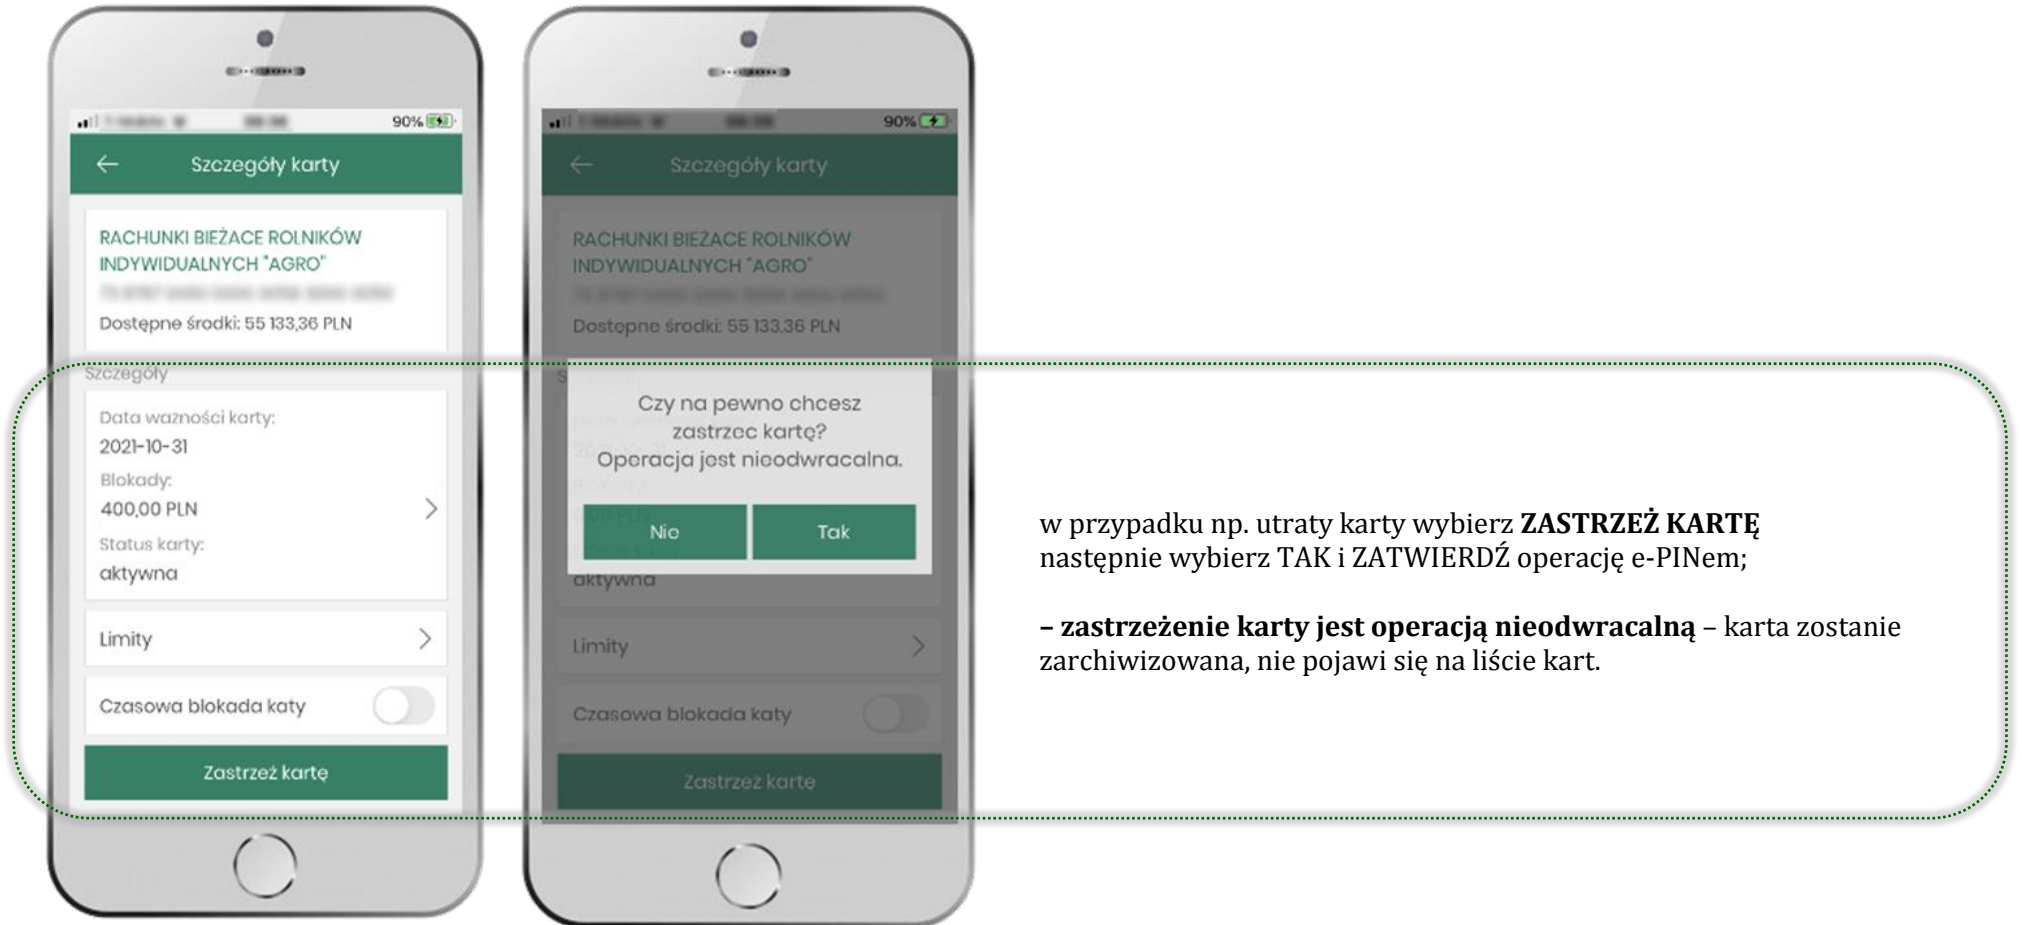 90%
Szczegóły karty
RACHUNKI BIEŻACE ROLNIKÓW
INDYWIDUALNYCH "AGRO"
Dostępne środki: 55 133,36 PLN
Szczegóły
Data ważności karty:
2021-10-31
Blokady:
400,00 PLN
Status karty:
aktywna
Limity
Czasowa blokada katy
Zastrzeż kartę
90%
Szczegóły karty
RACHUNKI BIEŻACE ROLNIKÓW
INDYWIDUALNYCH "AGRO"
Dostępne środki: 55 133,36 PLN
Czy na pewno chcesz
zastrzec kartę?
Operacja jest nieodwracalna.
Nie
Tak
aktywna
Limity
Czasowa blokada katy
Zastrzeż kartę
w przypadku np. utraty karty wybierz ZASTRZEŻ KARTĘ
następnie wybierz TAK i ZATWIERDŹ operację e-PINem;
– zastrzeżenie karty jest operacją nieodwracalną – karta zostanie
zarchiwizowana, nie pojawi się na liście kart.